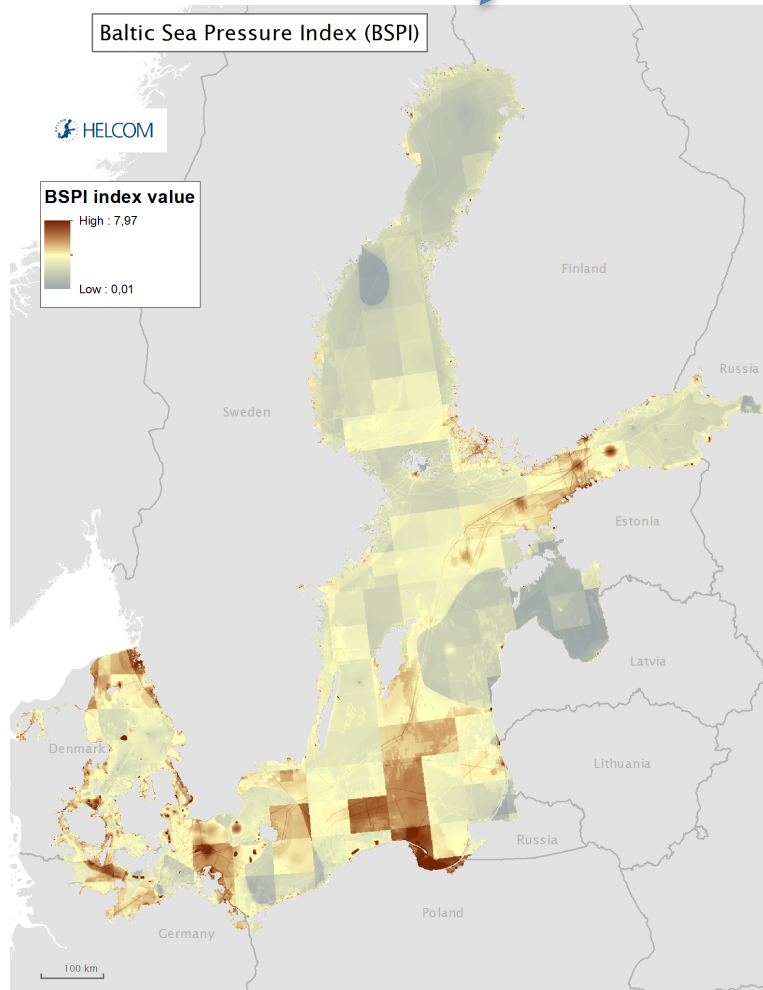 Baltic Sea Pressure Index (BSPI)
HELCOM
BSPI index value
High : 7,97
Low : 0,01
Finland
Russia
Sweden
Estonia
Latvia
Denmark
Lithuania
Russia
Poland
Germany
100 km